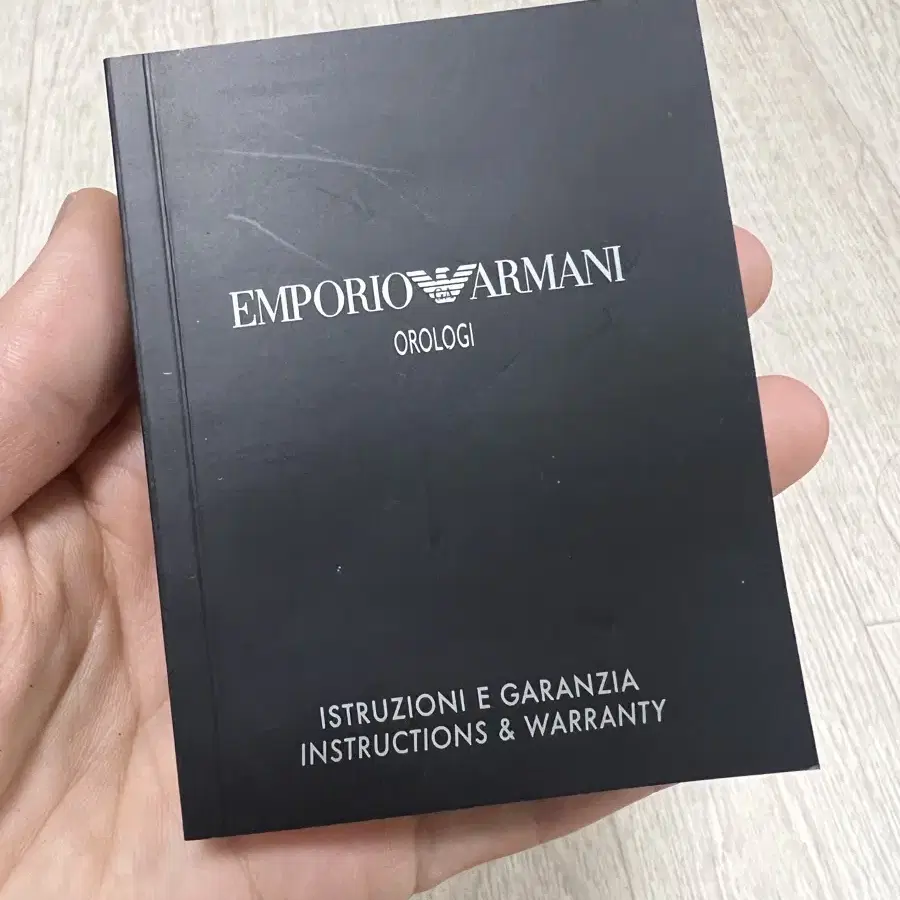 EMPORIO ARMANI
OROLOGI
ISTRUZIONI E GARANZIA
INSTRUCTIONS & WARRANTY